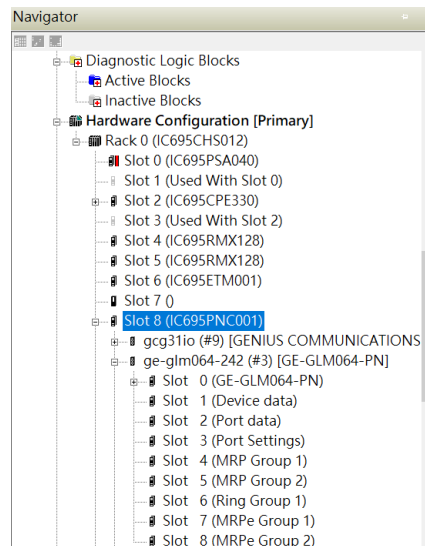 Navigator
Diagnostic Logic Blocks
Active Blocks
Inactive Blocks
Hardware Configuration [Primary]
Rack 0 (IC695CHS012)
Slot 0 (IC695PSA040)
Slot 1 (Used With Slot 0)
Slot 2 (IC695CPE330)
Slot 3 (Used With Slot 2)
Slot 4 (IC695RMX128)
Slot 5 (IC695RMX128)
Slot 6 (IC695ETM001)
Slot 7 ()
Slot 8 (IC695PNC001)
gcg31io (#9) [GENIUS COMMUNICATIONS
ge-glm064-242 (#3) [GE-GLM064-PN]
Slot 0 (GE-GLM064-PN)
Slot 1 (Device data)
Slot 2 (Port data)
Slot 3 (Port Settings)
Slot 4 (MRP Group 1)
Slot 5 (MRP Group 2)
Slot 6 (Ring Group 1)
Slot 7 (MRPe Group 1)
Slot 8 (MRPe Group 2)